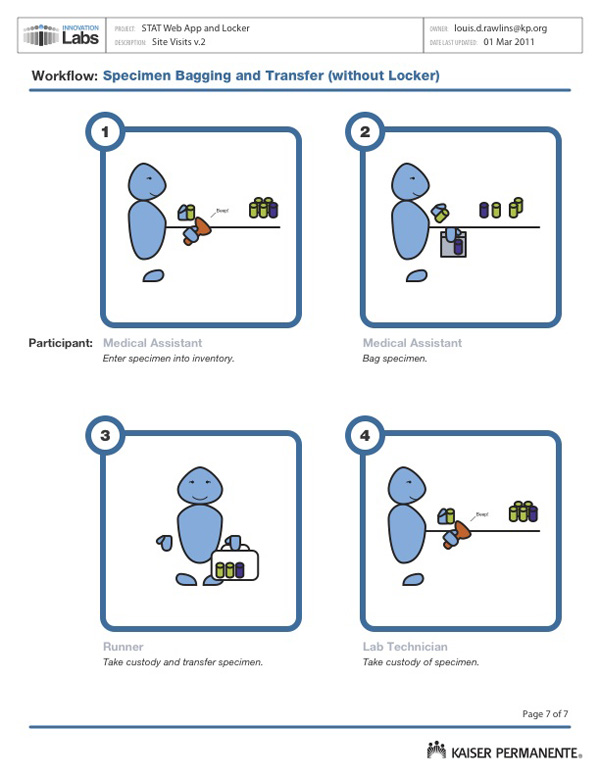 INNOVATION
Labs
PROJECT: STAT Web App and Locker
DESCRIPTION: Site Visits v.2
OWNER: louis.d.rawlins@kp.org
DATE LAST UPDATED: 01 Mar 2011
Workflow: Specimen Bagging and Transfer (without Locker)
1
2
Beep!
Participant: Medical Assistant
Enter specimen into inventory.
Medical Assistant
Bag specimen.
3
4
Beep!
Runner
Take custody and transfer specimen.
Lab Technician
Take custody of specimen.
Page 7 of 7
KAISER PERMANENTE®